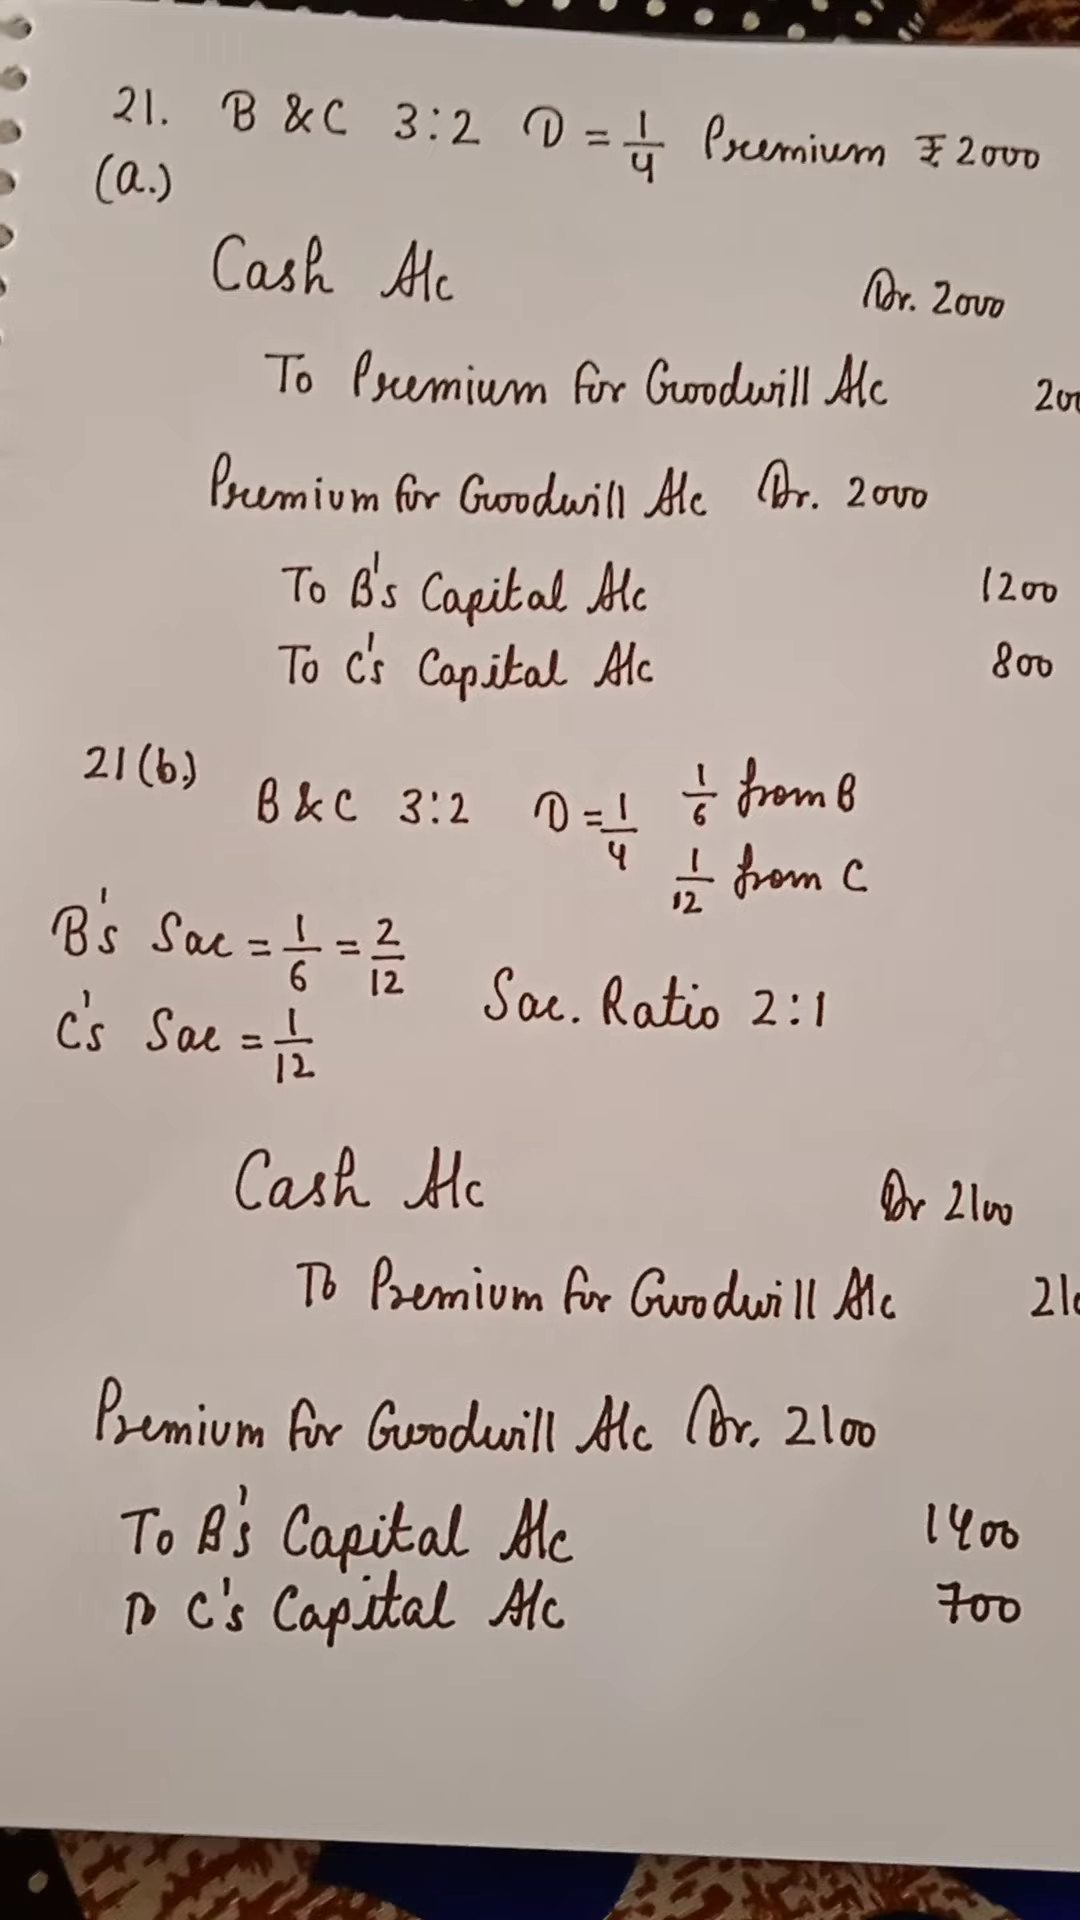 21. B & C 3:2 D = 1/4 Premium ₹ 2000
(a.)
Cash A/c Dr. 2000
To Premium for Goodwill A/c 200
Premium for Goodwill A/c Dr. 2000
To B's Capital A/c 1200
To C's Capital A/c 800
21(b.)
B & C 3:2 D = 1/4 1/6 from B
1/12 from C
B's Sac = 1/6 = 2/12
Sac. Ratio 2:1
C's Sac = 1/12
Cash A/c Dr 2100
To Premium for Goodwill A/c 210
Premium for Goodwill A/c Dr. 2100
To B's Capital A/c 1400
To C's Capital A/c 700